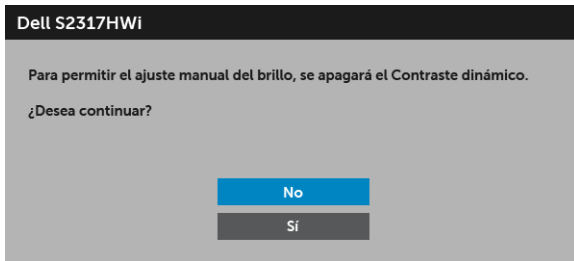 Dell S2317HWi
Para permitir el ajuste manual del brillo, se apagará el Contraste dinámico.
¿Desea continuar?
No
Sí